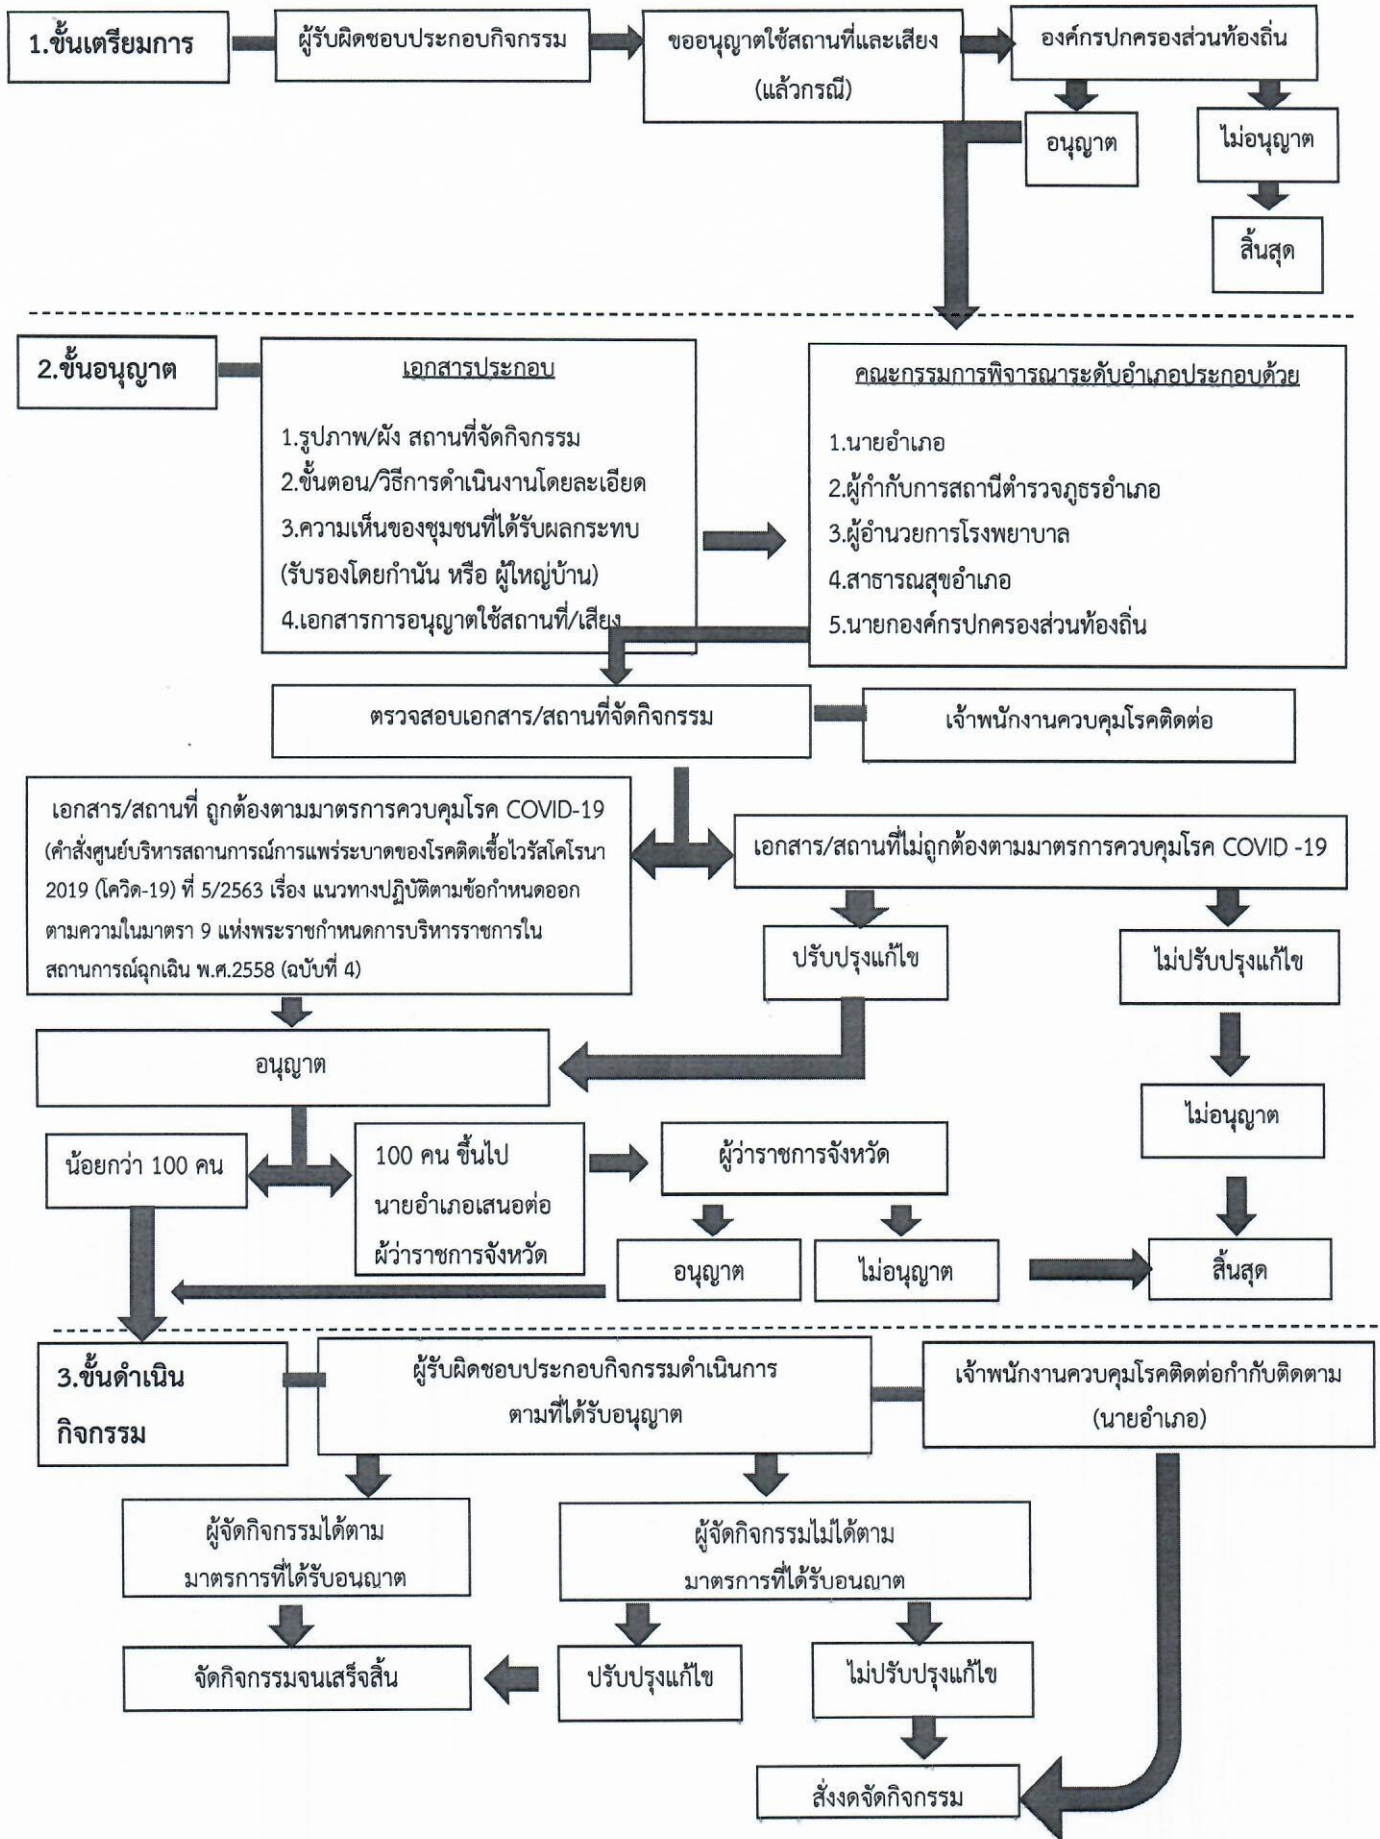 1.ขั้นเตรียมการ
ผู้รับผิดชอบประกอบกิจกรรม
ขออนุญาตใช้สถานที่และเสียง
(แล้วกรณี)
องค์กรปกครองส่วนท้องถิ่น
อนุญาต
ไม่อนุญาต
สิ้นสุด
2.ขั้นอนุญาต
เอกสารประกอบ
1.รูปภาพ/ผัง สถานที่จัดกิจกรรม
2.ขั้นตอน/วิธีการดำเนินงานโดยละเอียด
3.ความเห็นของชุมชนที่ได้รับผลกระทบ
(รับรองโดยกำนัน หรือ ผู้ใหญ่บ้าน)
4.เอกสารการอนุญาตใช้สถานที่/เสียง
คณะกรรมการพิจารณาระดับอำเภอประกอบด้วย
1.นายอำเภอ
2.ผู้กำกับการสถานีตำรวจภูธรอำเภอ
3.ผู้อำนวยการโรงพยาบาล
4.สาธารณสุขอำเภอ
5.นายกองค์กรปกครองส่วนท้องถิ่น
ตรวจสอบเอกสาร/สถานที่จัดกิจกรรม
เจ้าพนักงานควบคุมโรคติดต่อ
เอกสาร/สถานที่ ถูกต้องตามมาตรการควบคุมโรค COVID-19
(คำสั่งศูนย์บริหารสถานการณ์การแพร่ระบาดของโรคติดเชื้อไวรัสโคโรนา
2019 (โควิด-19) ที่ 5/2563 เรื่อง แนวทางปฏิบัติตามข้อกำหนดออก
ตามความในมาตรา 9 แห่งพระราชกำหนดการบริหารราชการใน
สถานการณ์ฉุกเฉิน พ.ศ.2558 (ฉบับที่ 4)
เอกสาร/สถานที่ไม่ถูกต้องตามมาตรการควบคุมโรค COVID -19
ปรับปรุงแก้ไข
ไม่ปรับปรุงแก้ไข
อนุญาต
ไม่อนุญาต
น้อยกว่า 100 คน
100 คน ขึ้นไป
นายอำเภอเสนอต่อ
ผู้ว่าราชการจังหวัด
ผู้ว่าราชการจังหวัด
อนุญาต
ไม่อนุญาต
สิ้นสุด
3.ขั้นดำเนิน
กิจกรรม
ผู้รับผิดชอบประกอบกิจกรรมดำเนินการ
ตามที่ได้รับอนุญาต
เจ้าพนักงานควบคุมโรคติดต่อกำกับติดตาม
(นายอำเภอ)
ผู้จัดกิจกรรมได้ตาม
มาตรการที่ได้รับอนุญาต
ผู้จัดกิจกรรมไม่ได้ตาม
มาตรการที่ได้รับอนุญาต
จัดกิจกรรมจนเสร็จสิ้น
ปรับปรุงแก้ไข
ไม่ปรับปรุงแก้ไข
สั่งงดจัดกิจกรรม